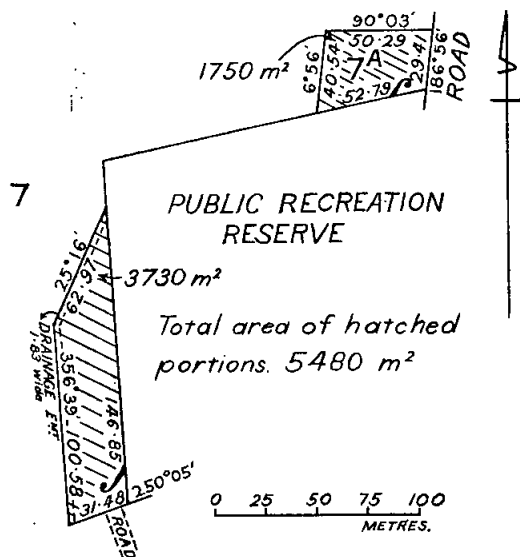 90°03'
50·29
1750 m²
6°56'
40·54
7A
29·41
186°56'
ROAD
52·79
7
PUBLIC RECREATION
RESERVE
25°16'
62·97
3730 m²
Total area of hatched
portions. 5480 m²
DRAINAGE EMT.
1·83 wide
356°39'
100·58
146·85
31·48
250°05'
ROAD
0 25 50 75 100
METRES.